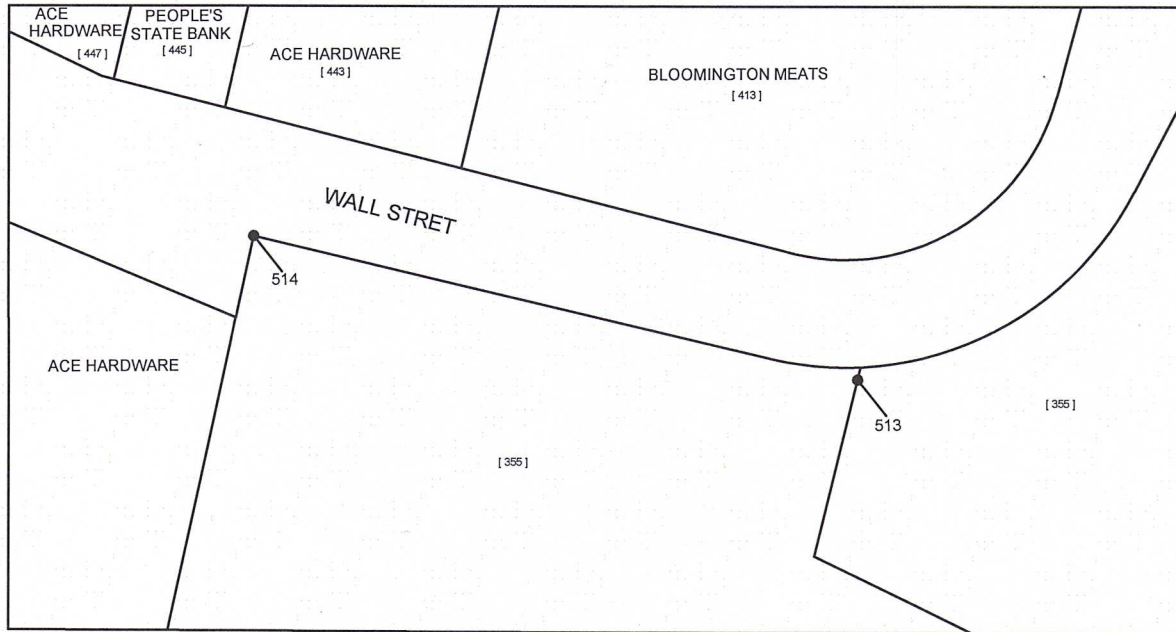 ACE
HARDWARE
[ 447 ]
PEOPLE'S
STATE BANK
[ 445 ]
ACE HARDWARE
[ 443 ]
BLOOMINGTON MEATS
[ 413 ]
WALL STRET
514
ACE HARDWARE
513
[ 355 ]
[ 355 ]